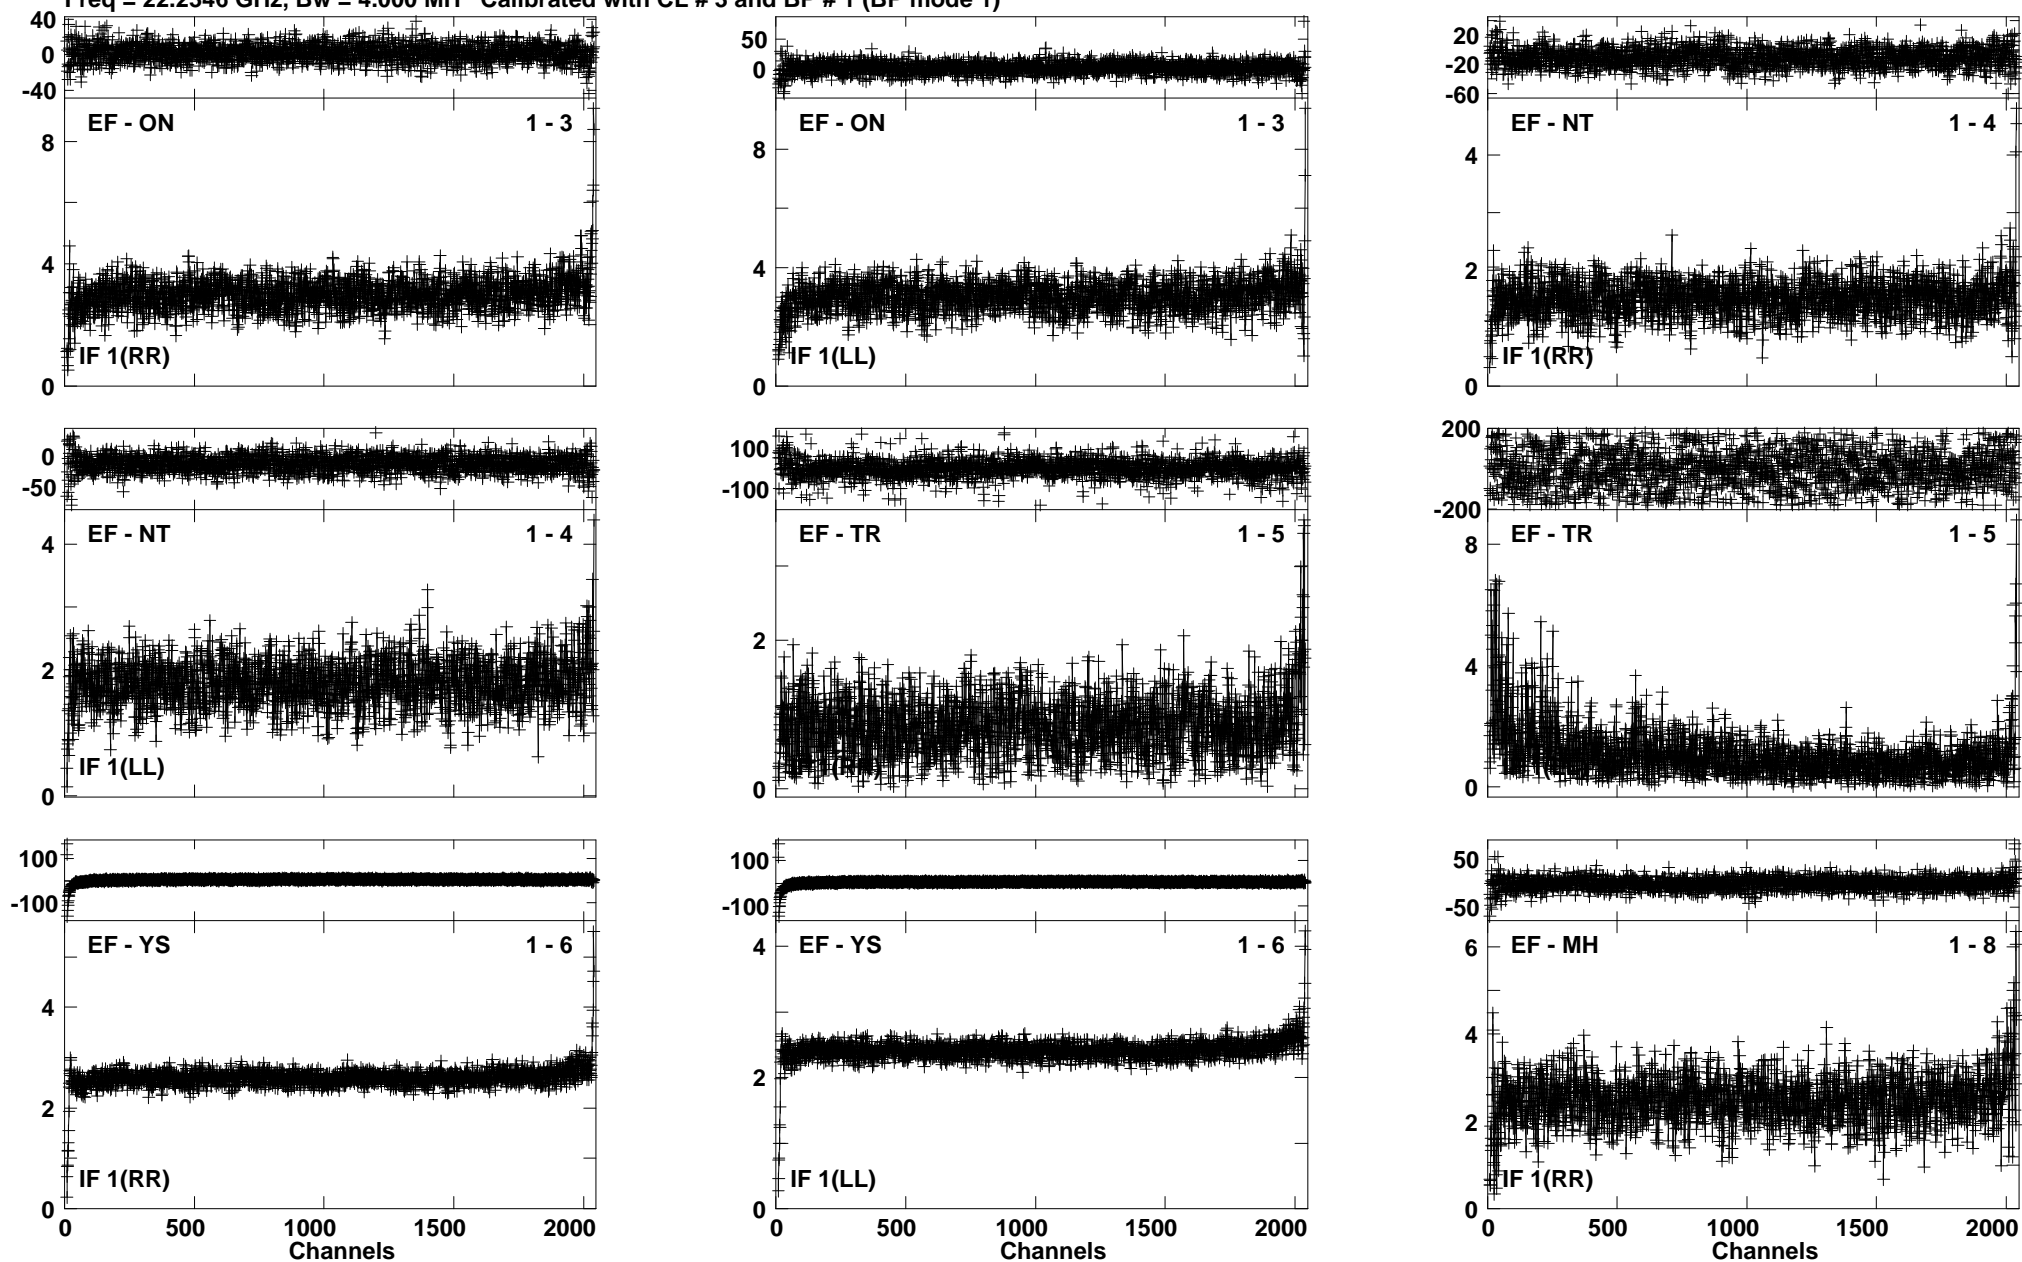 Freq = 22.2346 GHz, Bw = 4.000 MH Calibrated with CL # 3 and BP # 1 (BP mode 1)
40
0
-40
EF - ON 1 - 3
8
4
0
IF 1(RR)
50
0
EF - ON 1 - 3
8
4
0
IF 1(LL)
20
-20
-60
EF - NT 1 - 4
4
2
0
IF 1(RR)
0
-50
EF - NT 1 - 4
4
2
0
IF 1(LL)
100
-100
EF - TR 1 - 5
2
0
200
-200
EF - TR 1 - 5
8
4
0
100
-100
EF - YS 1 - 6
4
2
0
IF 1(RR)
0 500 1000 1500 2000
Channels
100
-100
EF - YS 1 - 6
4
2
0
IF 1(LL)
50
-50
EF - MH 1 - 8
6
4
2
0
IF 1(RR)
0 500 1000 1500 2000
Channels